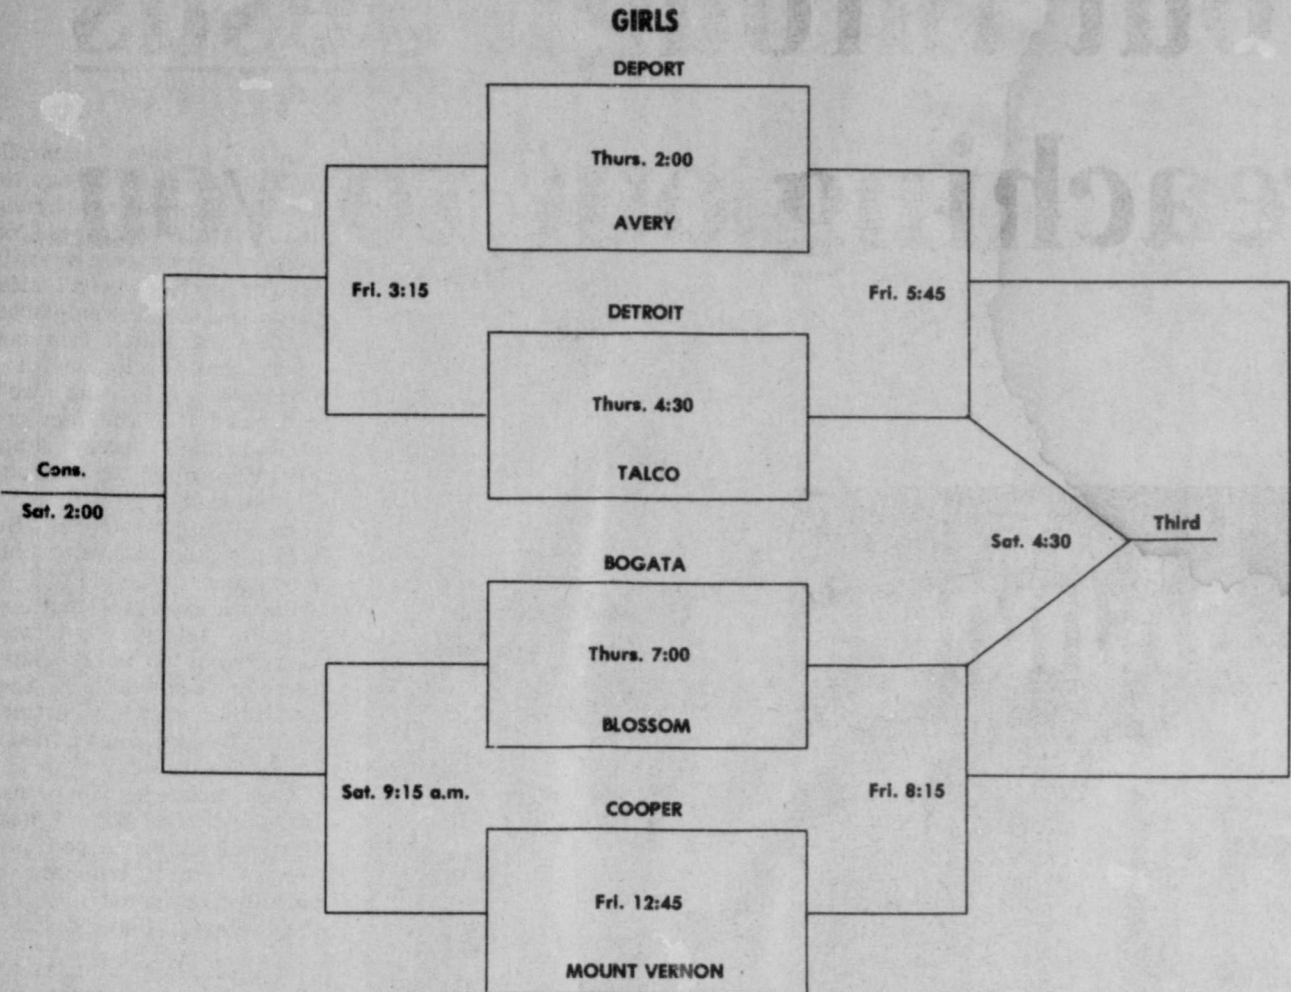 GIRLS
DEPORT
Thurs. 2:00
AVERY
Fri. 3:15
Fri. 5:45
DETROIT
Thurs. 4:30
TALCO
Cons.
Sat. 2:00
Sat. 4:30
Third
BOGATA
Thurs. 7:00
BLOSSOM
Sat. 9:15 a.m.
Fri. 8:15
COOPER
Fri. 12:45
MOUNT VERNON